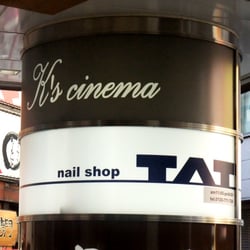 K's cinema
nail shop TAT